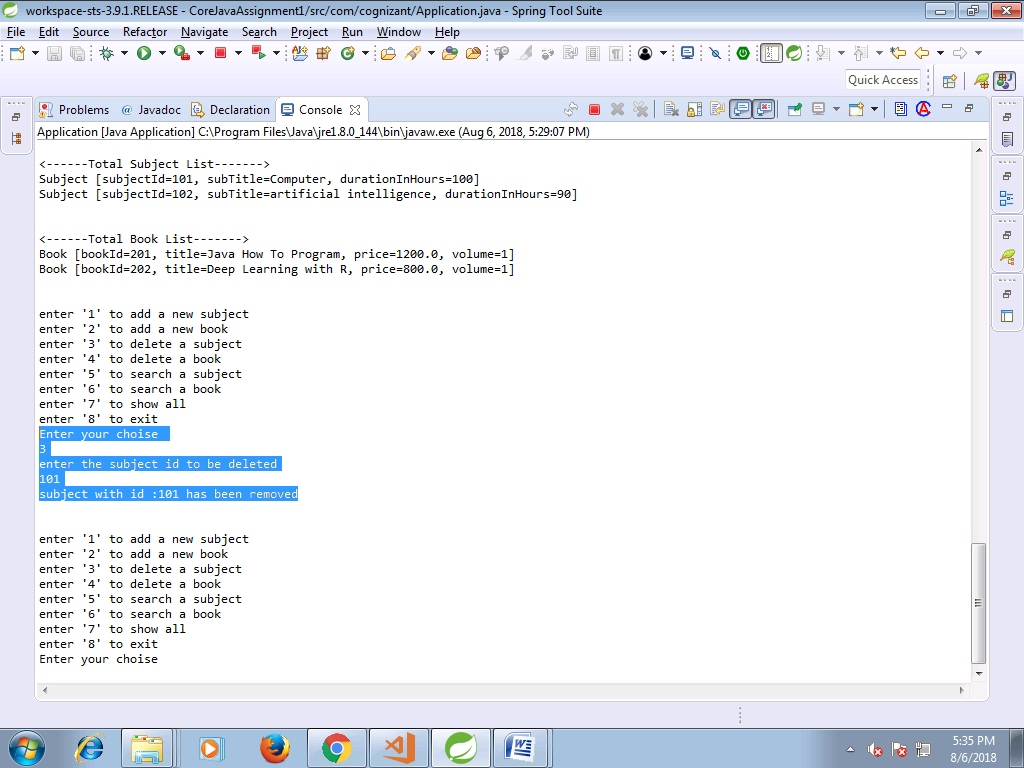 workspace-sts-3.9.1.RELEASE - CoreJavaAssignment1/src/com/cognizant/Application.java - Spring Tool Suite
File Edit Source Refactor Navigate Search Project Run Window Help
Quick Access
Problems @ Javadoc Declaration Console
Application [Java Application] C:\Program Files\Java\jre1.8.0_144\bin\javaw.exe (Aug 6, 2018, 5:29:07 PM)
<------Total Subject List------->
Subject [subjectId=101, subTitle=Computer, durationInHours=100]
Subject [subjectId=102, subTitle=artificial intelligence, durationInHours=90]
<------Total Book List------->
Book [bookId=201, title=Java How To Program, price=1200.0, volume=1]
Book [bookId=202, title=Deep Learning with R, price=800.0, volume=1]
enter '1' to add a new subject
enter '2' to add a new book
enter '3' to delete a subject
enter '4' to delete a book
enter '5' to search a subject
enter '6' to search a book
enter '7' to show all
enter '8' to exit
Enter your choise
3
enter the subject id to be deleted
101
subject with id :101 has been removed
enter '1' to add a new subject
enter '2' to add a new book
enter '3' to delete a subject
enter '4' to delete a book
enter '5' to search a subject
enter '6' to search a book
enter '7' to show all
enter '8' to exit
Enter your choise
5:35 PM
8/6/2018